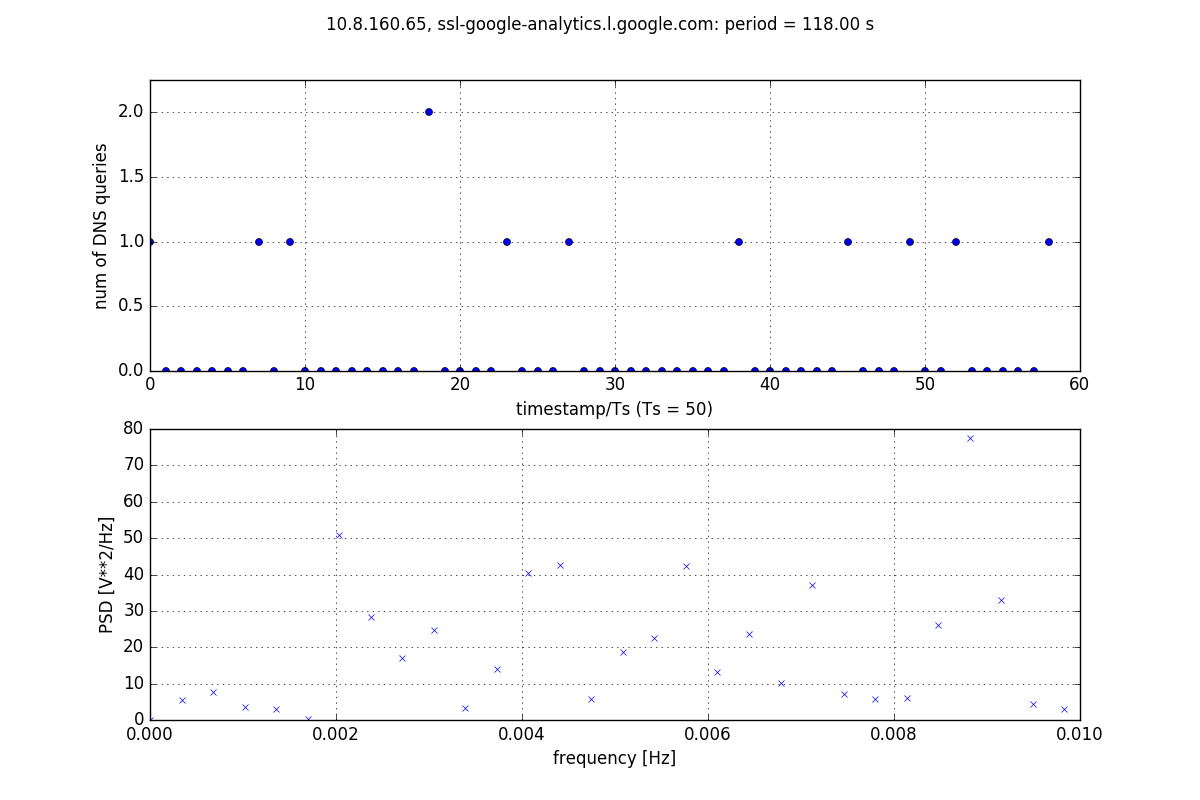 10.8.160.65, ssl-google-analytics.l.google.com: period = 118.00 s
num of DNS queries
2.0
1.5
1.0
0.5
0.0
0 10 20 30 40 50 60
timestamp/Ts (Ts = 50)
PSD [V**2/Hz]
80
70
60
50
40
30
20
10
0
0.000 0.002 0.004 0.006 0.008 0.010
frequency [Hz]